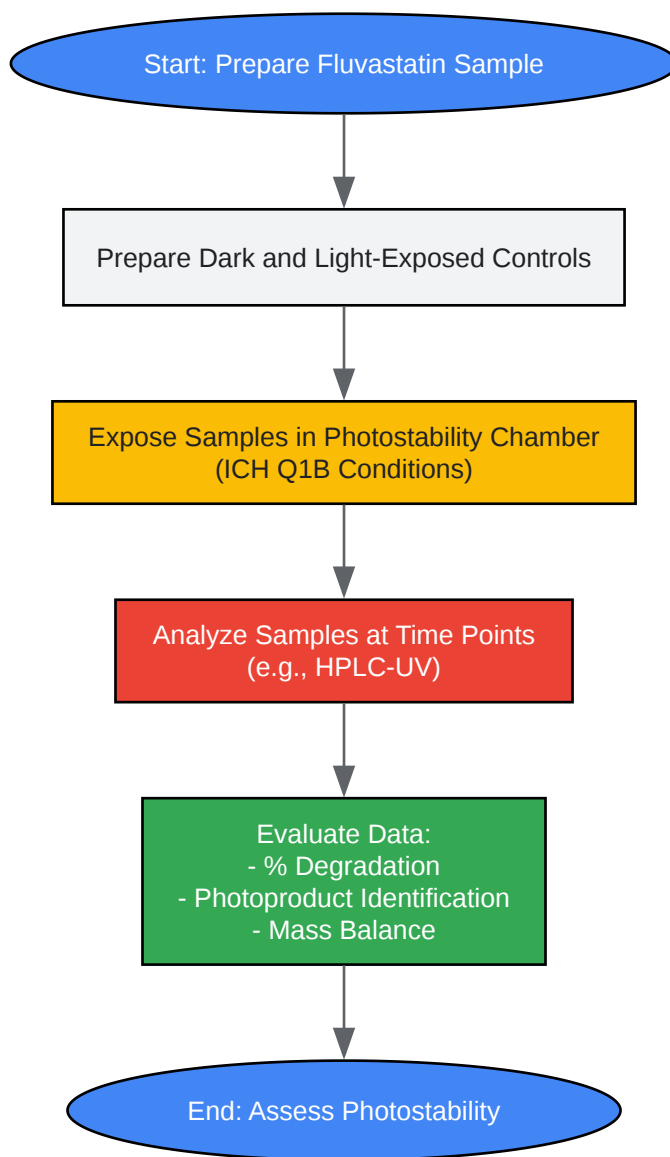 Start: Prepare Fluvastatin Sample
Prepare Dark and Light-Exposed Controls
Expose Samples in Photostability Chamber
(ICH Q1B Conditions)
Analyze Samples at Time Points
(e.g., HPLC-UV)
Evaluate Data:
- % Degradation
- Photoproduct Identification
- Mass Balance
End: Assess Photostability